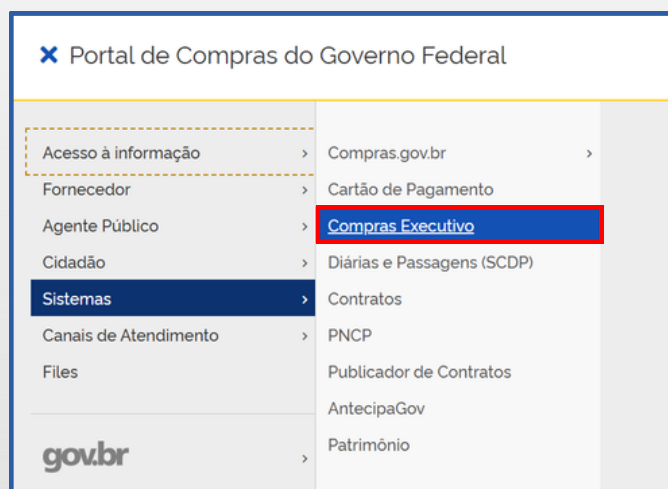 Portal de Compras do Governo Federal
Acesso à informação
Fornecedor
Agente Público
Cidadão
Sistemas
Canais de Atendimento
Files
gov.br
Compras.gov.br
Cartão de Pagamento
Compras Executivo
Diárias e Passagens (SCDP)
Contratos
PNCP
Publicador de Contratos
AntecipaGov
Patrimônio